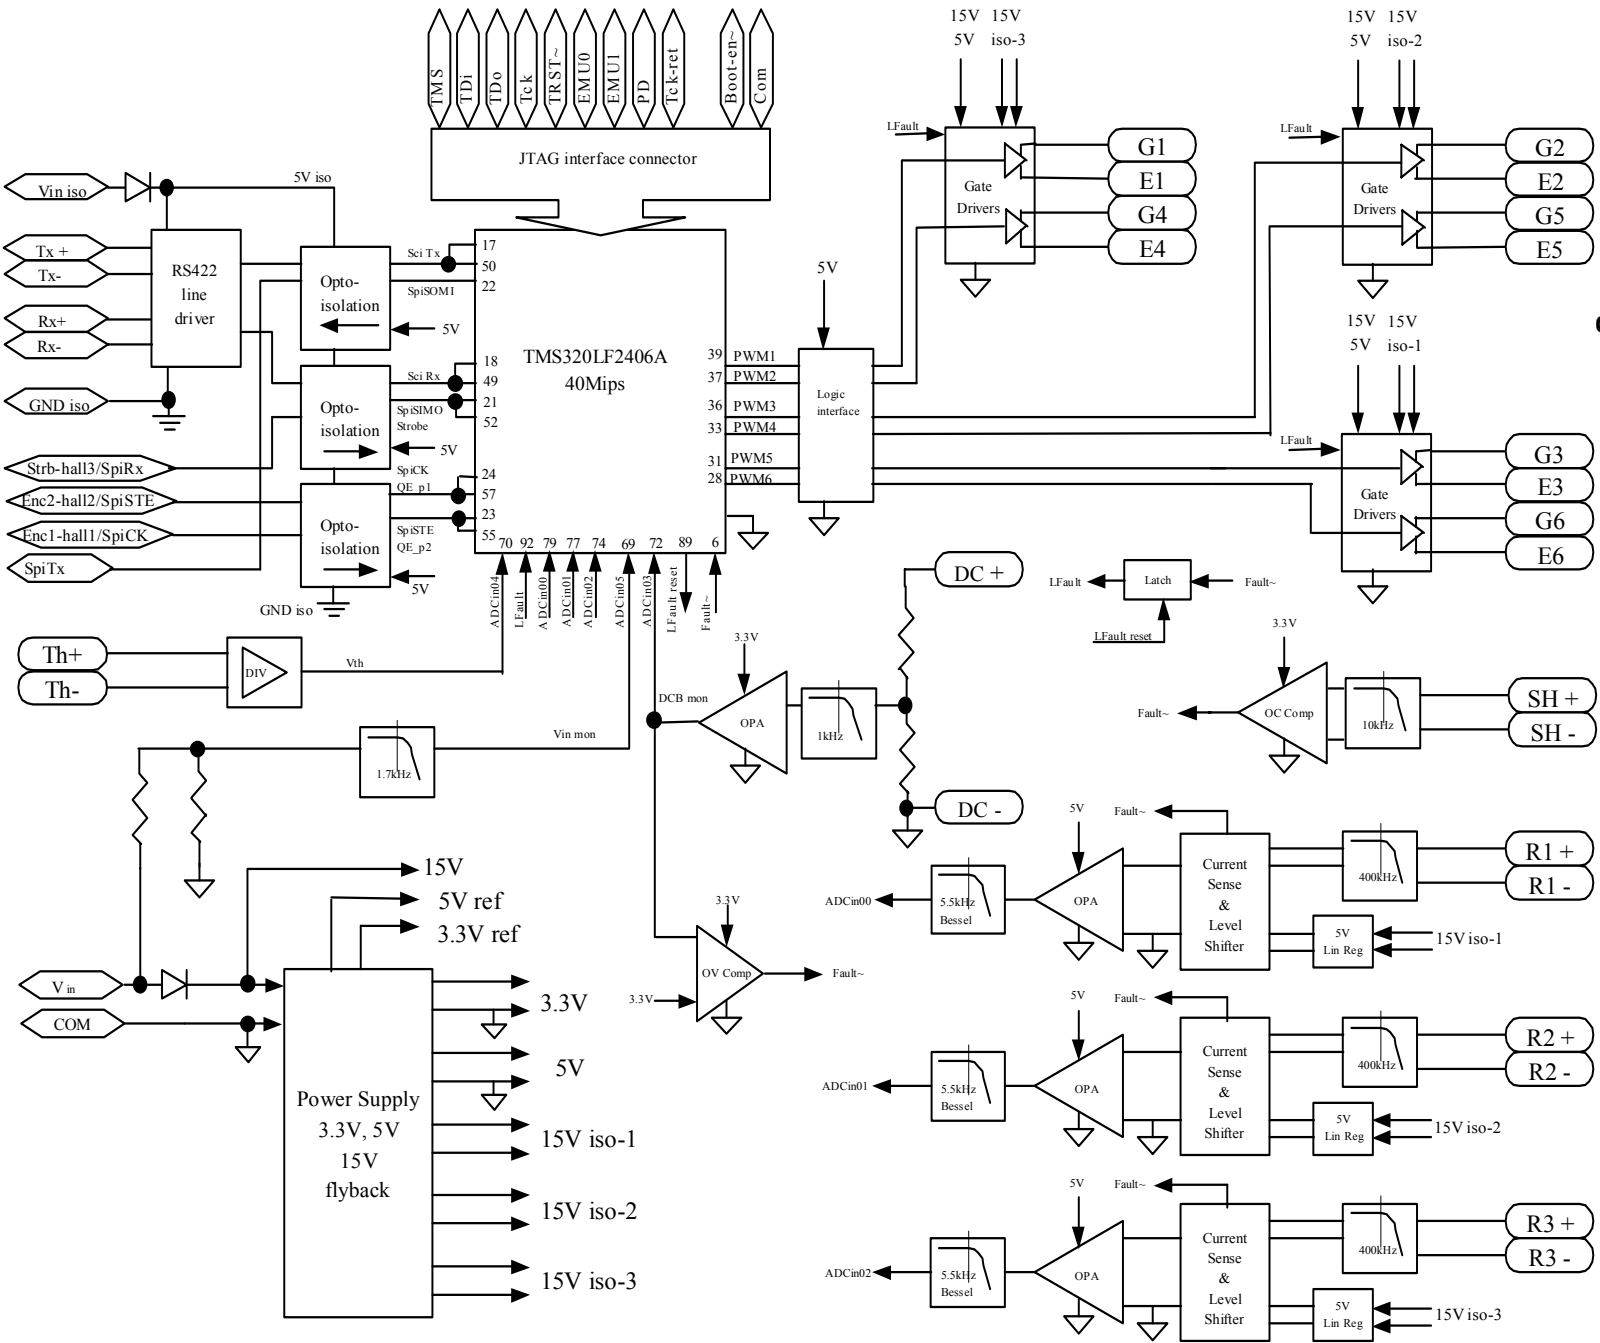 TMS
TDi
TDo
Tck
TRST~
EMU0
EMU1
PD
Tck-ret
Boot-en~
Com
JTAG interface connector
15V 15V
5V iso-3
LFault
Gate
Drivers
G1
E1
G4
E4
15V 15V
5V iso-2
LFault
Gate
Drivers
G2
E2
G5
E5
15V 15V
5V iso-1
LFault
Gate
Drivers
G3
E3
G6
E6
Vin iso
5V iso
Tx +
Tx-
Rx+
Rx-
GND iso
RS422
line
driver
Opto-
isolation
5V
Opto-
isolation
5V
Opto-
isolation
5V
GND iso
Strb-hall3/SpiRx
Enc2-hall2/SpiSTE
Enc1-hall1/SpiCK
SpiTx
Sci Tx
SpiSOMI
Sci Rx
SpiSIMO
Strobe
SpiCK
QE_p1
SpiSTE
QE_p2
17
50
22
18
49
21
52
24
57
23
55
TMS320LF2406A
40Mips
39 PWM1
37 PWM2
36 PWM3
33 PWM4
31 PWM5
28 PWM6
5V
Logic
interface
70 92 79 77 74 69 72 89 6
ADCin04
LFault
ADCin00
ADCin01
ADCin02
ADCin05
ADCin03
LFault reset
Fault~
Th+
Th-
DIV
Vth
DCB mon
3.3V
OPA
1kHz
DC +
DC -
Vin mon
1.7kHz
LFault
Latch
Fault~
LFault reset
3.3V
Fault~
OC Comp
10kHz
SH +
SH -
15V
5V ref
3.3V ref
V in
COM
Power Supply
3.3V, 5V
15V
flyback
3.3V
5V
15V iso-1
15V iso-2
15V iso-3
3.3V
OV Comp
3.3V
Fault~
5V
Fault~
ADCin00
5.5kHz
Bessel
OPA
Current
Sense
&
Level
Shifter
400kHz
R1 +
R1 -
5V
Lin Reg
15V iso-1
5V
Fault~
ADCin01
5.5kHz
Bessel
OPA
Current
Sense
&
Level
Shifter
400kHz
R2 +
R2 -
5V
Lin Reg
15V iso-2
5V
Fault~
ADCin02
5.5kHz
Bessel
OPA
Current
Sense
&
Level
Shifter
400kHz
R3 +
R3 -
5V
Lin Reg
15V iso-3